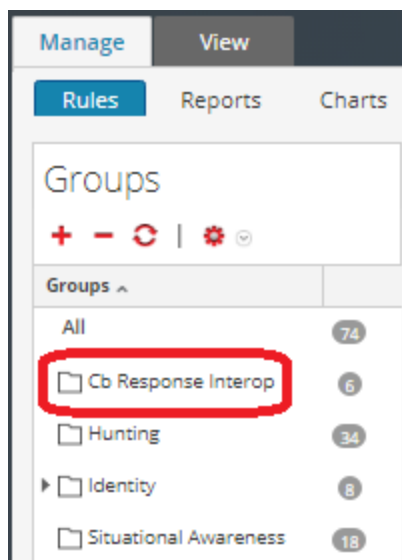 Manage View
Rules Reports Charts
Groups
Groups
All 74
Cb Response Interop 6
Hunting 34
Identity 8
Situational Awareness 18